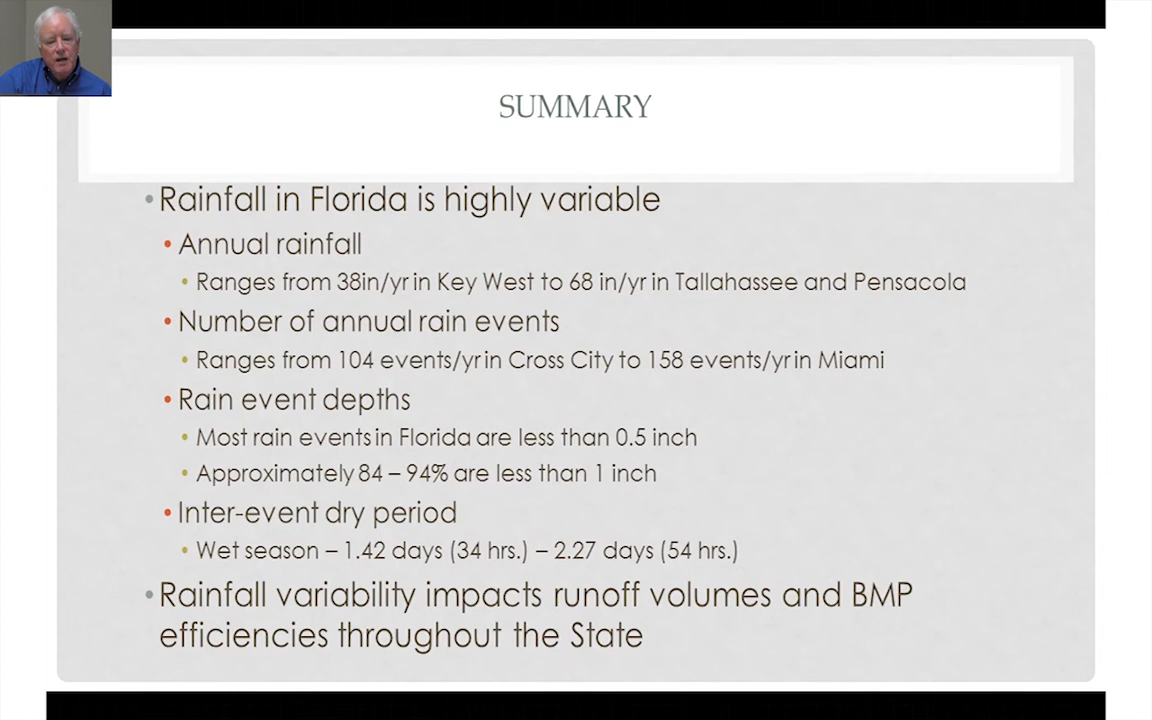 SUMMARY
Rainfall in Florida is highly variable
Annual rainfall
Ranges from 38in/yr in Key West to 68 in/yr in Tallahassee and Pensacola
Number of annual rain events
Ranges from 104 events/yr in Cross City to 158 events/yr in Miami
Rain event depths
Most rain events in Florida are less than 0.5 inch
Approximately 84 – 94% are less than 1 inch
Inter-event dry period
Wet season – 1.42 days (34 hrs.) – 2.27 days (54 hrs.)
Rainfall variability impacts runoff volumes and BMP
efficiencies throughout the State